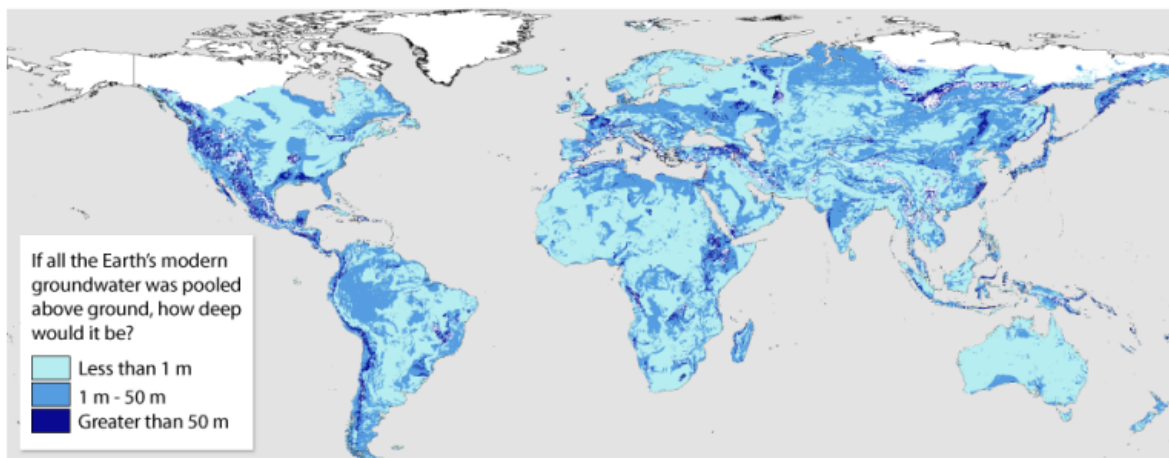 If all the Earth's modern
groundwater was pooled
above ground, how deep
would it be?
Less than 1 m
1 m - 50 m
Greater than 50 m